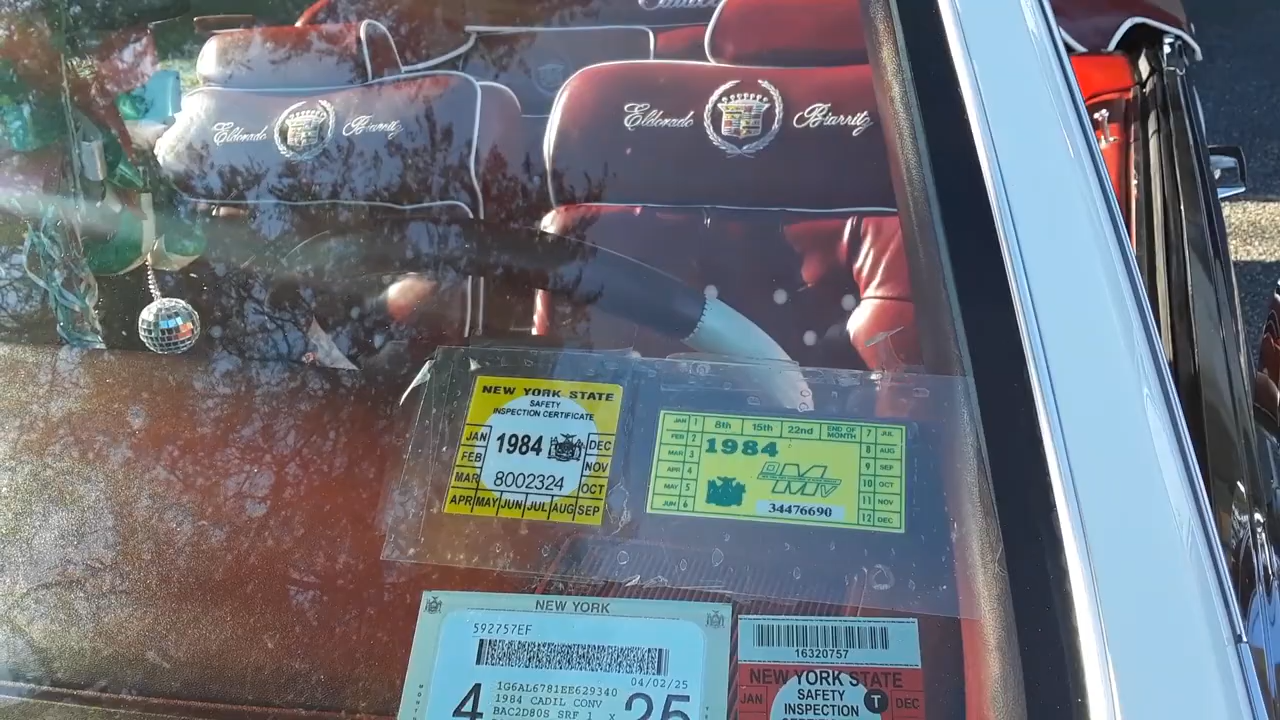 Eldorado Biarritz
Eldorado Biarritz
NEW YORK STATE
SAFETY
INSPECTION CERTIFICATE
JAN 1984 DEC
FEB NOV
MAR 8002324 OCT
APR MAY JUN JUL AUG SEP
JAN 1 8th 15th 22nd END OF MONTH 7 JUL
FEB 2 1984 8 AUG
MAR 3 9 SEP
APR 4 DMV 10 OCT
MAY 5 11 NOV
JUN 6 34476690 12 DEC
NEW YORK
592757EF
04/02/25
1G6AL6781EE629340
4 1984 CADIL CONV 25
BAC2D80S SRF 1 X
16320757
NEW YORK STATE
JAN SAFETY T DEC
INSPECTION